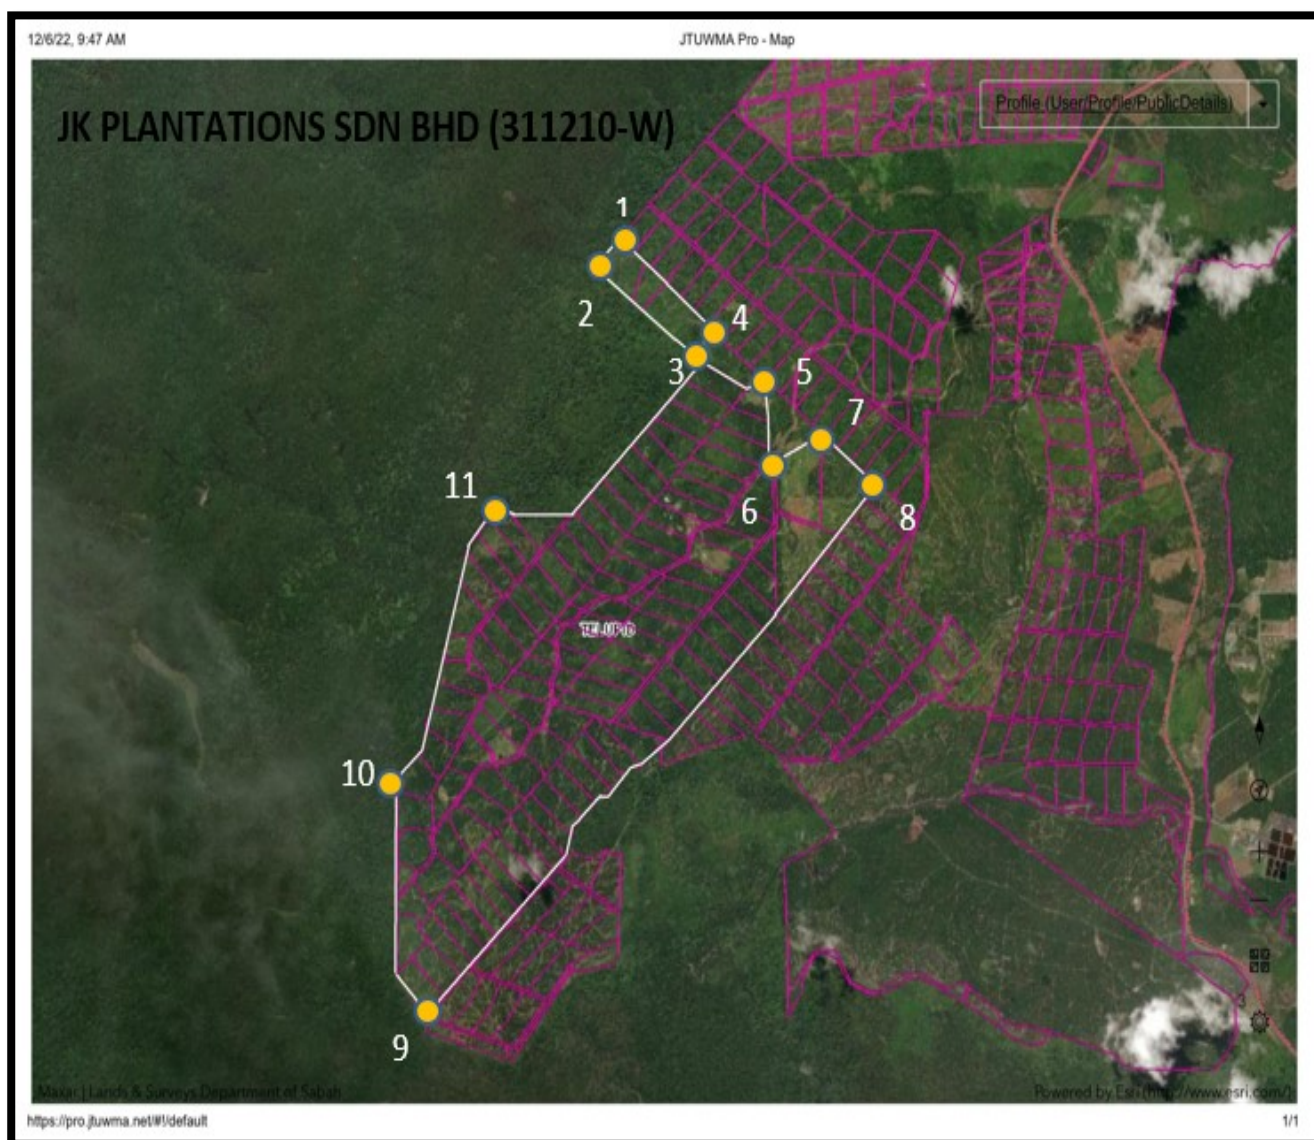 12/6/22, 9:47 AM
JTUWMA Pro - Map
Profile (User/Profile/PublicDetails)
JK PLANTATIONS SDN BHD (311210-W)
1
2
4
3
5
7
11
6
8
TELUPID
10
3
9
Maxar | Lands & Surveys Department of Sabah
Powered by Esri
https://pro.jtuwma.net/#!/default
1/1